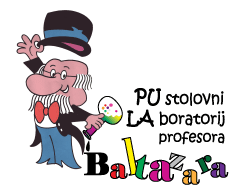 PU stolovni
LA boratorij
profesora
Baltazara